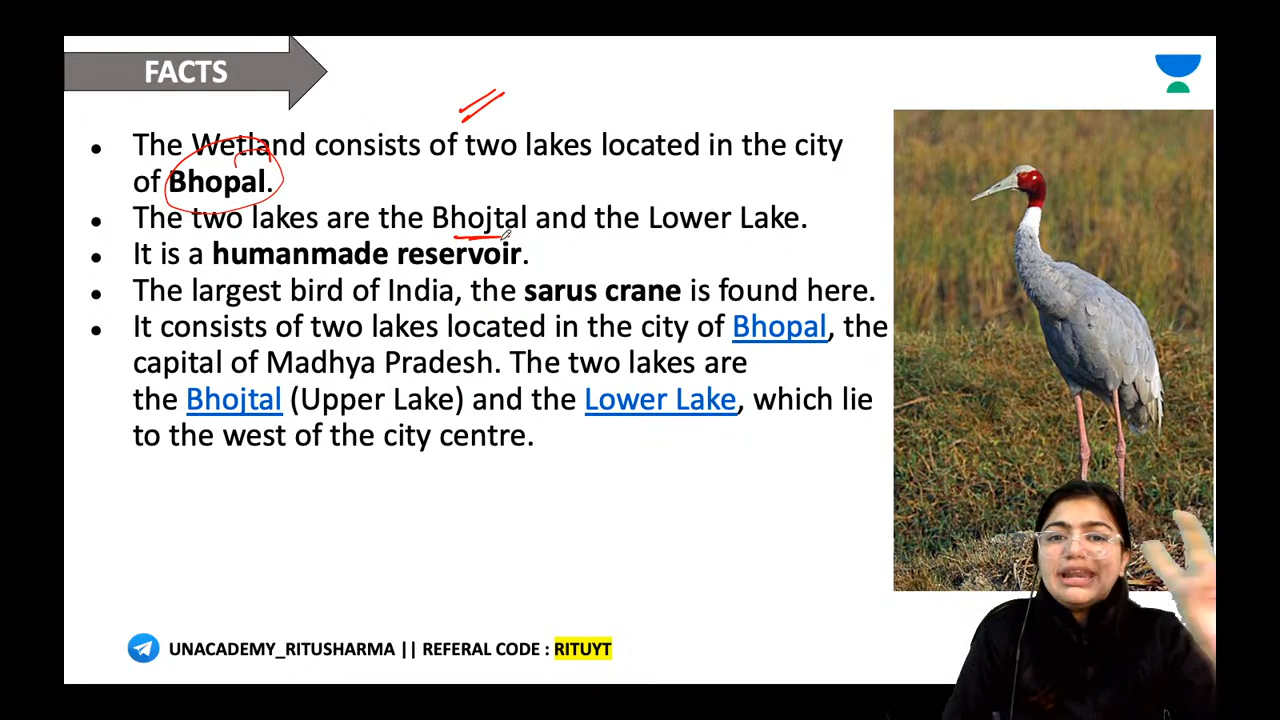 FACTS
The Wetland consists of two lakes located in the city
of Bhopal.
The two lakes are the Bhojtal and the Lower Lake.
It is a humanmade reservoir.
The largest bird of India, the sarus crane is found here.
It consists of two lakes located in the city of Bhopal, the
capital of Madhya Pradesh. The two lakes are
the Bhojtal (Upper Lake) and the Lower Lake, which lie
to the west of the city centre.
UNACADEMY_RITUSHARMA || REFERAL CODE : RITUYT